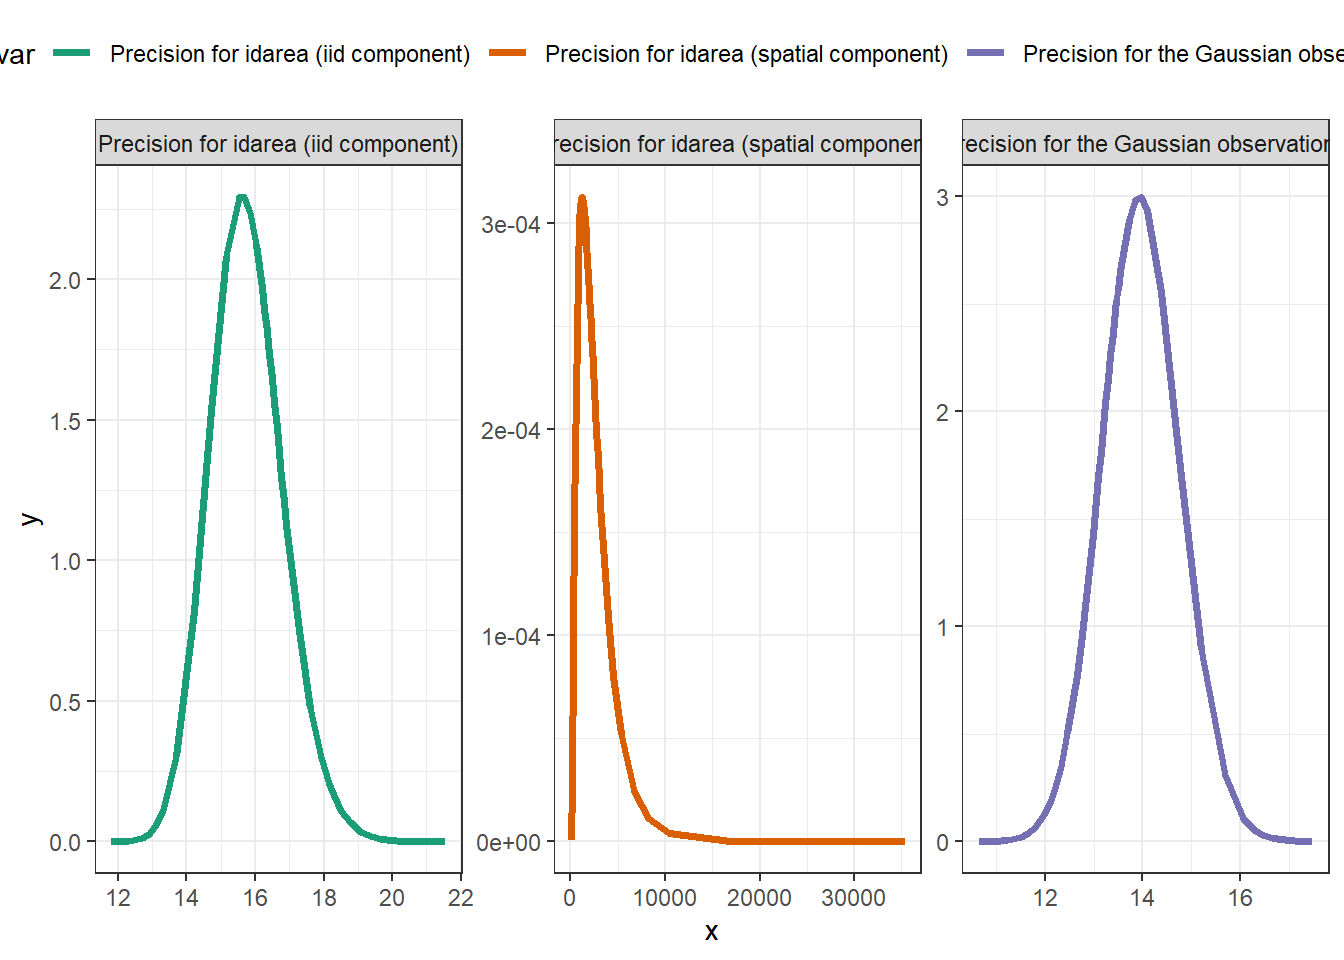 var Precision for idarea (iid component) Precision for idarea (spatial component) Precision for the Gaussian obse
Precision for idarea (iid component) recision for idarea (spatial componen recision for the Gaussian observation
y
2.0
1.5
1.0
0.5
0.0
3e-04
2e-04
1e-04
0e+00
3
2
1
0
12 14 16 18 20 22
0 10000 20000 30000
12 14 16
x